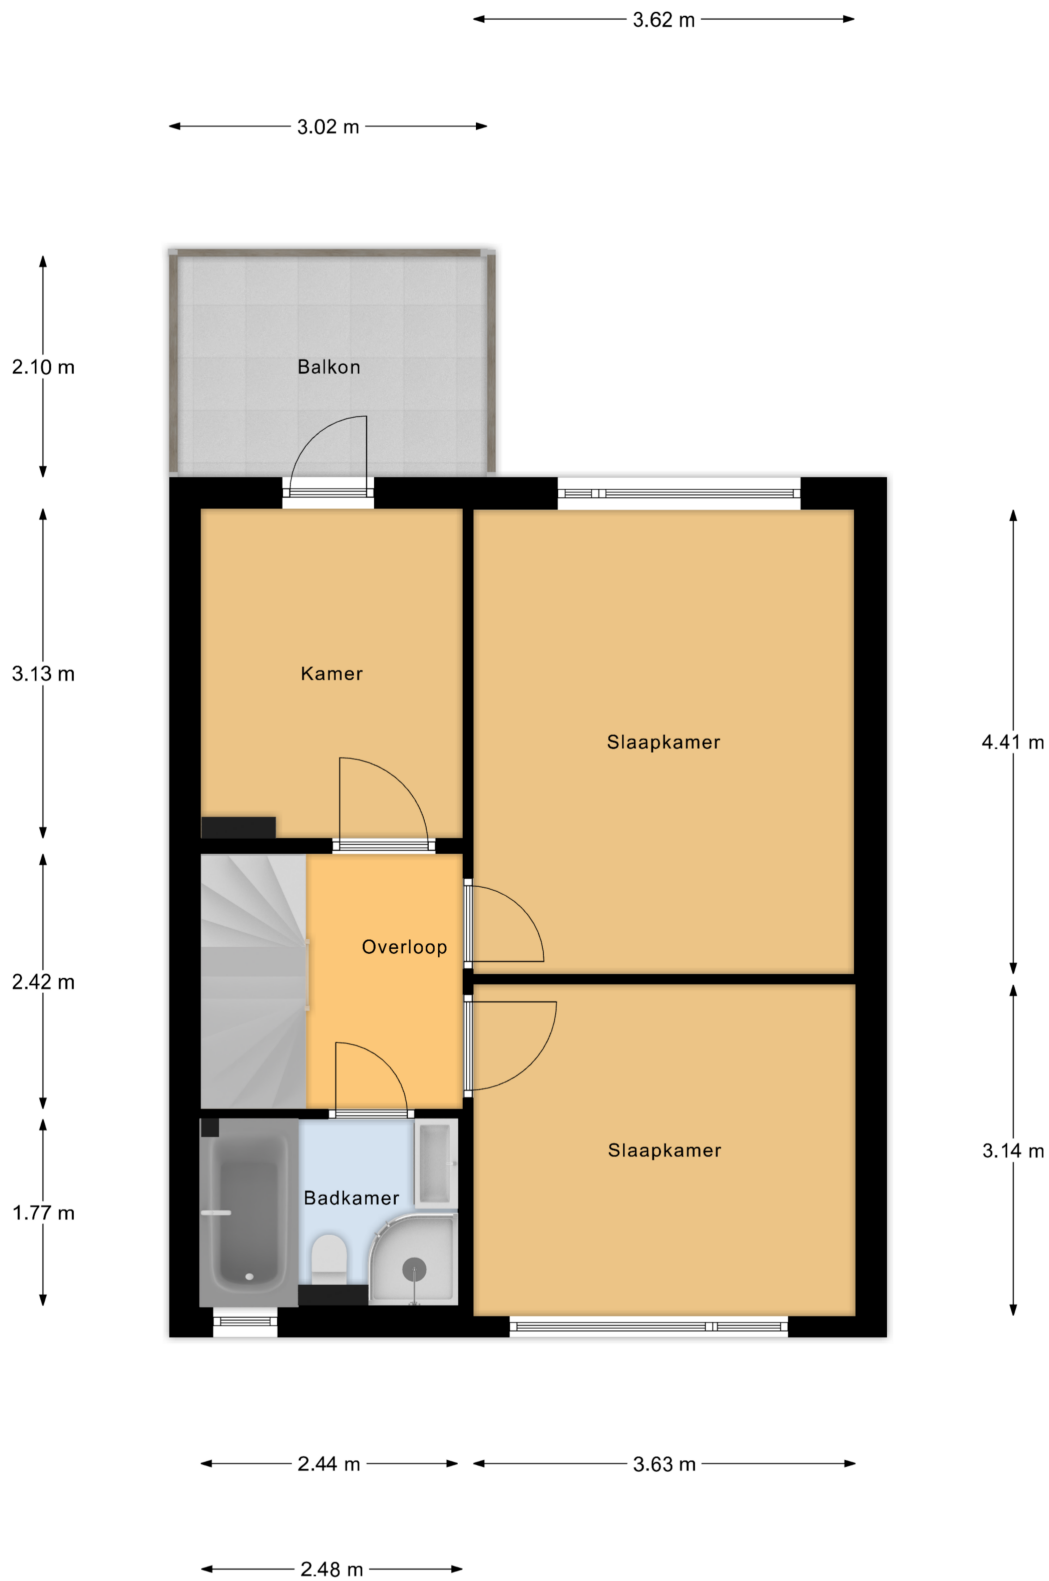 3.62 m
3.02 m
2.10 m
Balkon
3.13 m
Kamer
Slaapkamer
4.41 m
Overloop
2.42 m
Slaapkamer
3.14 m
Badkamer
1.77 m
2.44 m
3.63 m
2.48 m